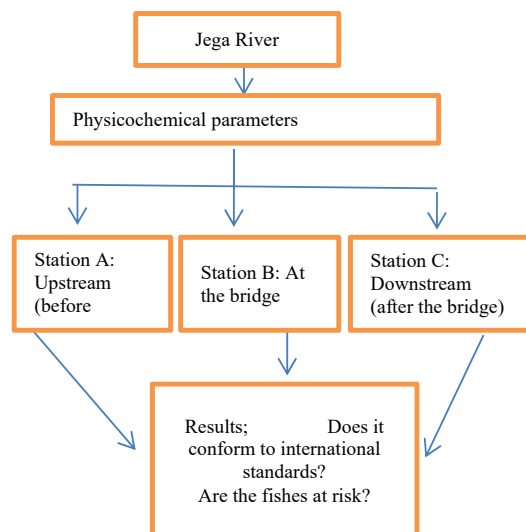 Jega River
Physicochemical parameters
Station A:
Upstream
(before
Station B: At
the bridge
Station C:
Downstream
(after the bridge)
Results; Does it
conform to international
standards?
Are the fishes at risk?